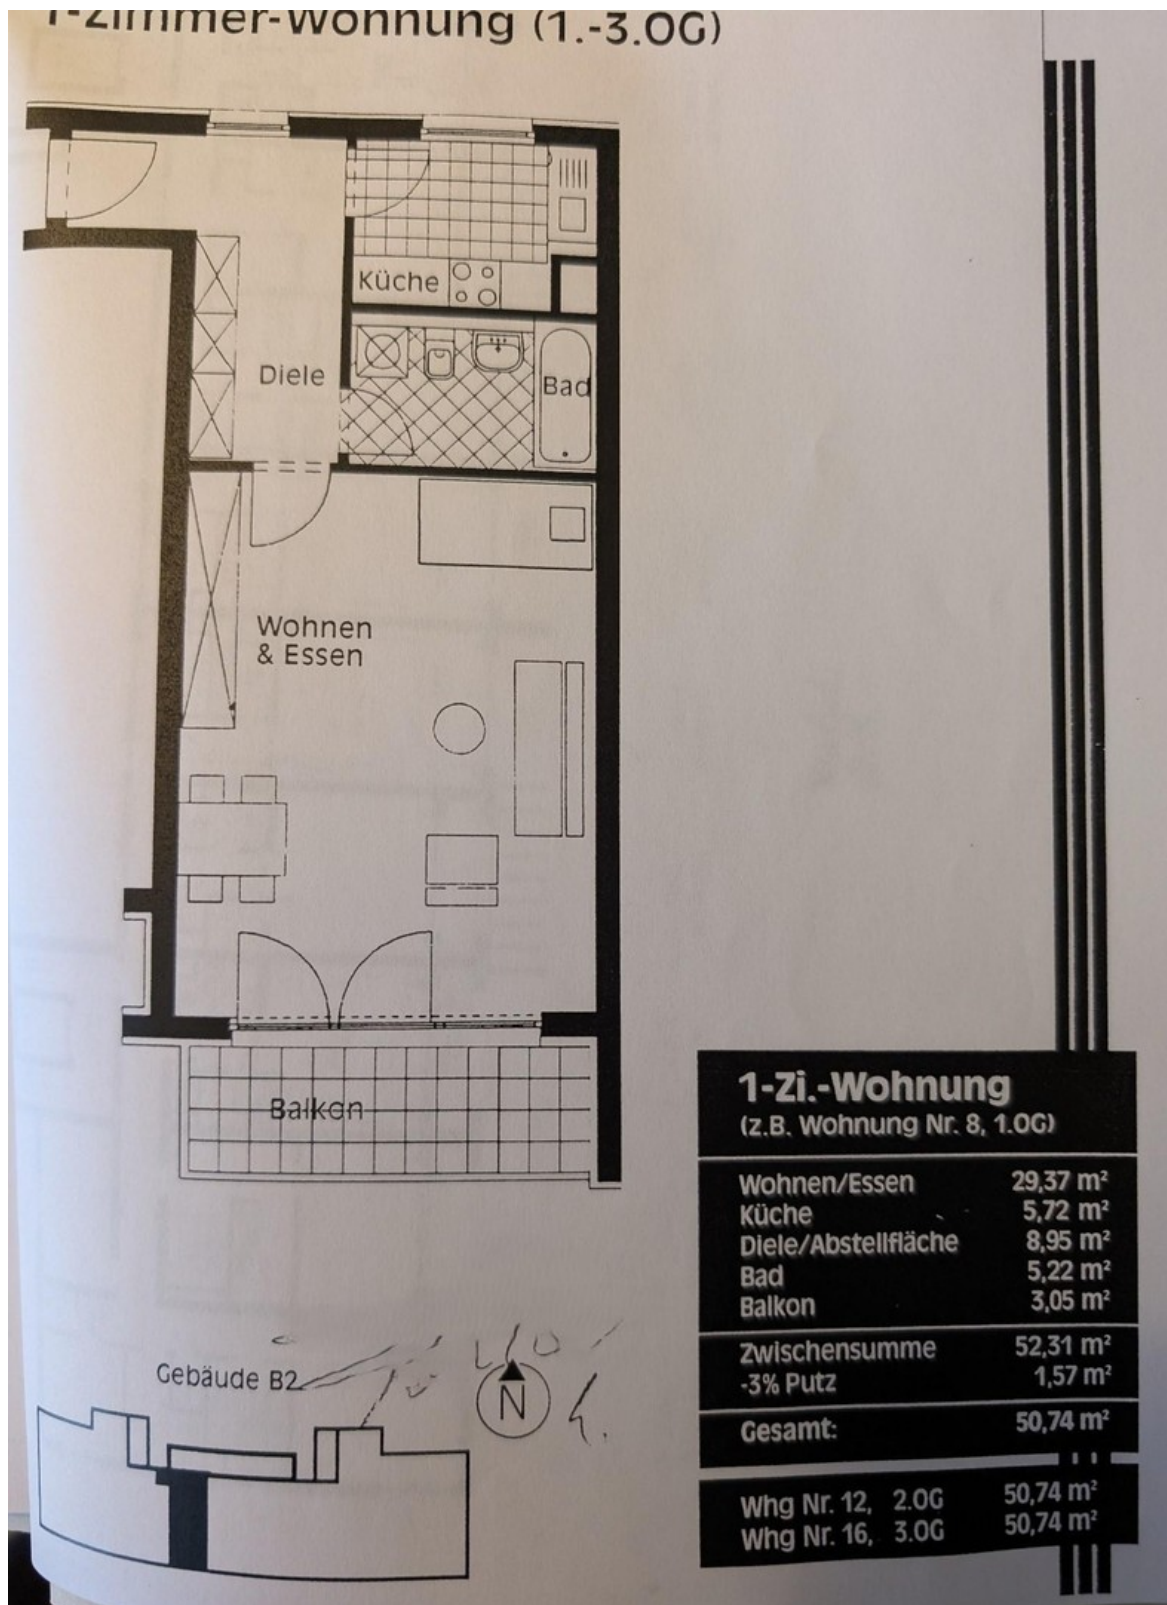 1-Zimmer-Wohnung (1.-3.OG)
Küche
Diele
Bad
Wohnen
& Essen
Balkon
1-Zi.-Wohnung
(z.B. Wohnung Nr. 8, 1.OG)
Wohnen/Essen 29,37 m²
Küche 5,72 m²
Diele/Abstellfläche 8,95 m²
Bad 5,22 m²
Balkon 3,05 m²
Zwischensumme 52,31 m²
-3% Putz 1,57 m²
Gesamt: 50,74 m²
Whg Nr. 12, 2.OG 50,74 m²
Whg Nr. 16, 3.OG 50,74 m²
Gebäude B2
N